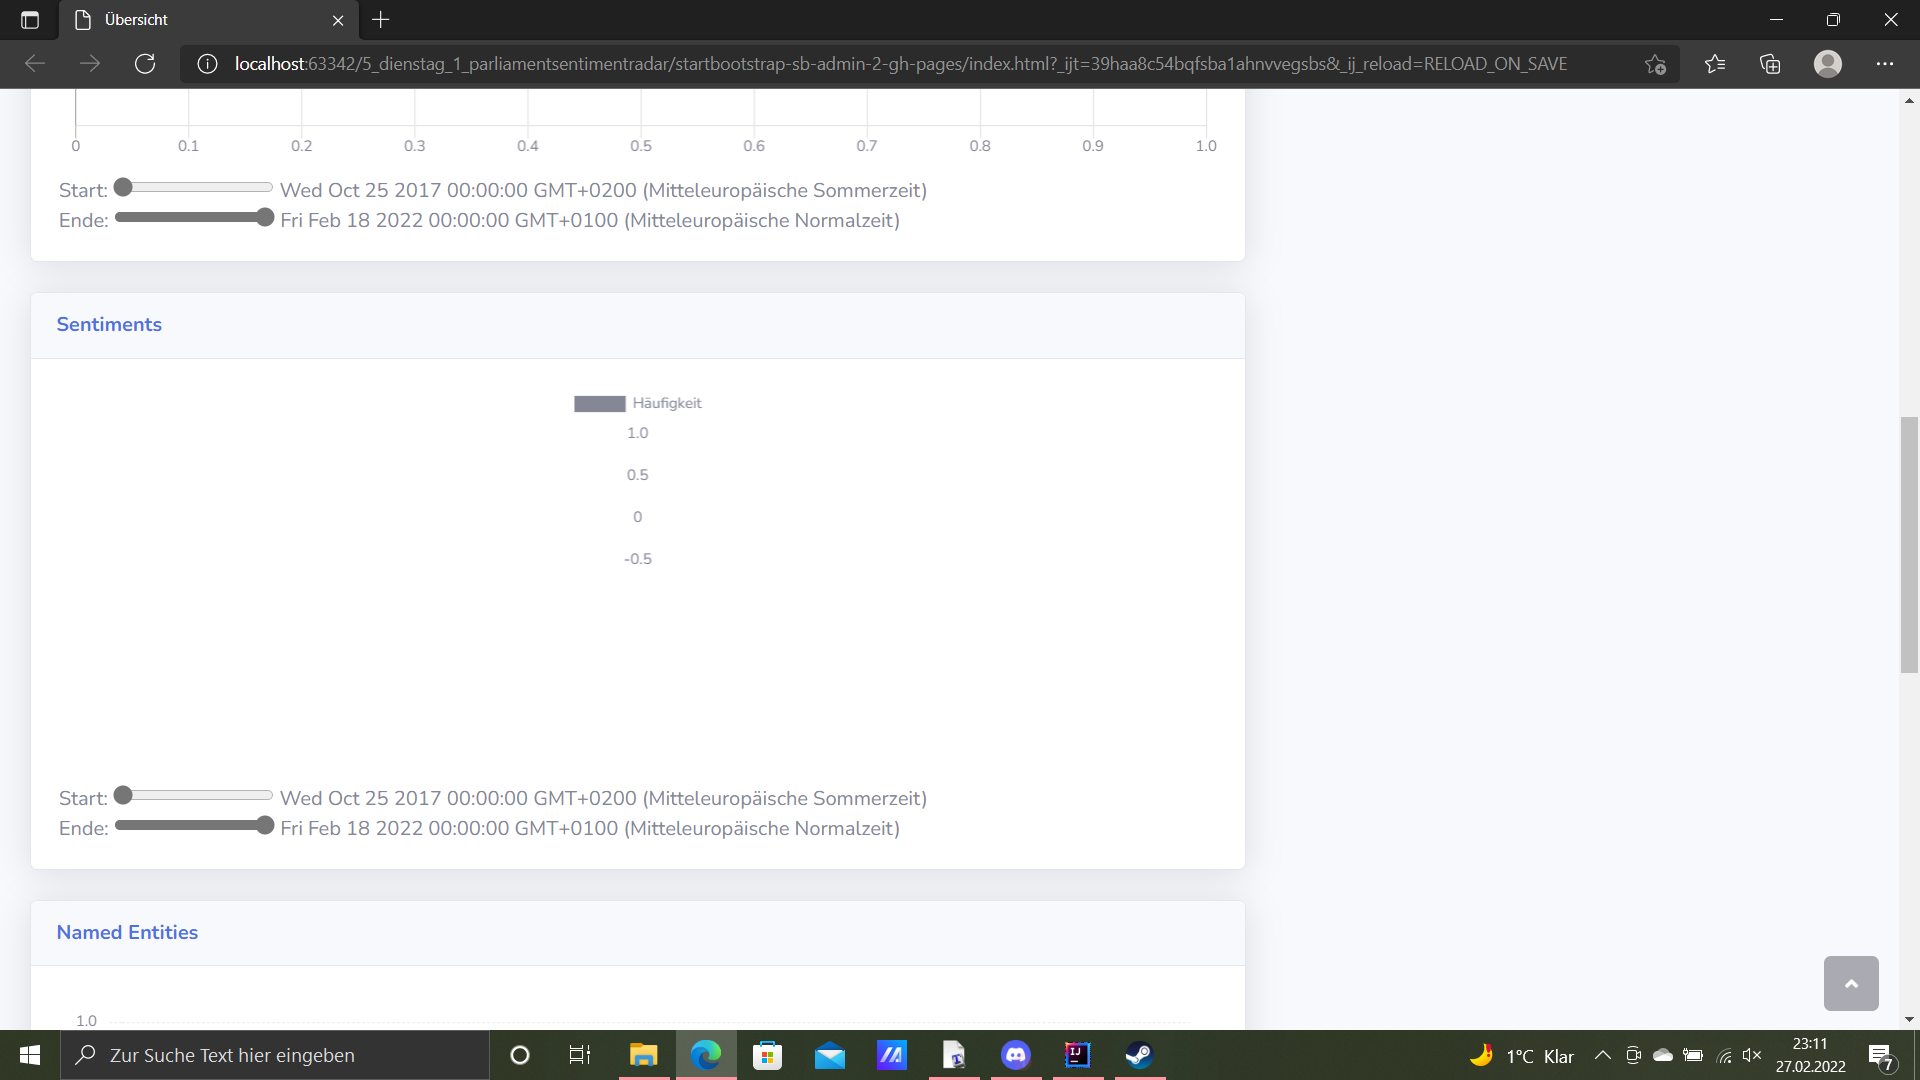 Übersicht
localhost:63342/5_dienstag_1_parliamentsentimentradar/startbootstrap-sb-admin-2-gh-pages/index.html?_ijt=39haa8c54bqfsba1ahnvvegsbs&_ij_reload=RELOAD_ON_SAVE
0 0.1 0.2 0.3 0.4 0.5 0.6 0.7 0.8 0.9 1.0
Start: Wed Oct 25 2017 00:00:00 GMT+0200 (Mitteleuropäische Sommerzeit)
Ende: Fri Feb 18 2022 00:00:00 GMT+0100 (Mitteleuropäische Normalzeit)
Sentiments
Häufigkeit
1.0
0.5
0
-0.5
Start: Wed Oct 25 2017 00:00:00 GMT+0200 (Mitteleuropäische Sommerzeit)
Ende: Fri Feb 18 2022 00:00:00 GMT+0100 (Mitteleuropäische Normalzeit)
Named Entities
1.0
Zur Suche Text hier eingeben
IJ
1°C Klar
23:11
27.02.2022
7